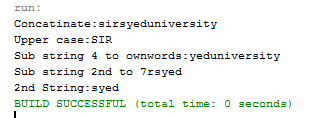 run:
Concatinate:sirsyeduniversity
Upper case:SIR
Sub string 4 to ownwords:yeduniversity
Sub string 2nd to 7rsyed
2nd String:syed
BUILD SUCCESSFUL (total time: 0 seconds)